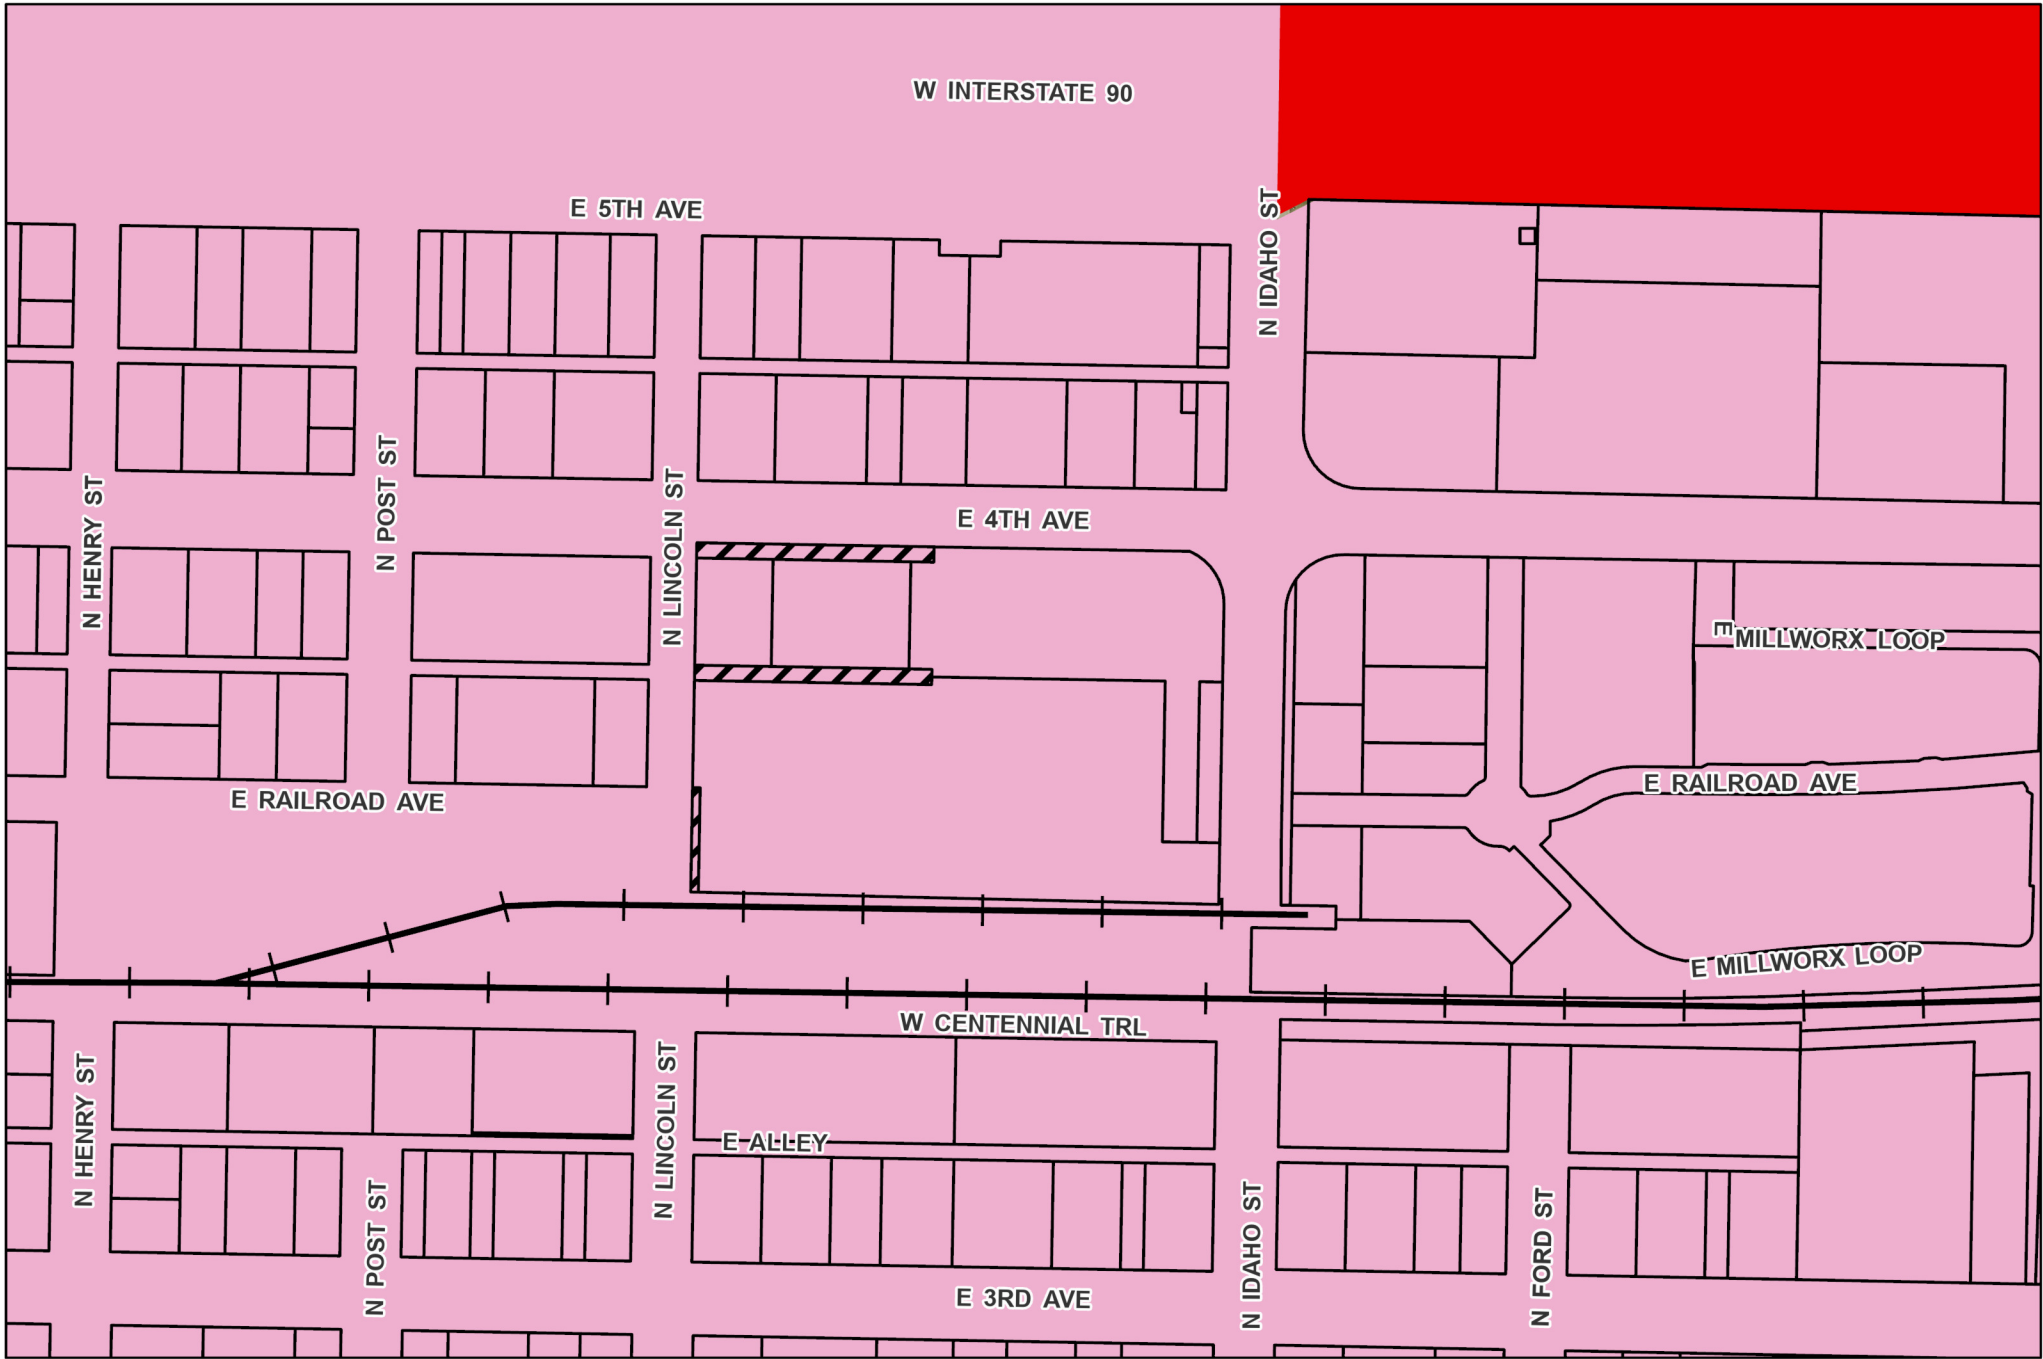 W INTERSTATE 90
E 5TH AVE
N IDAHO ST
N POST ST
N HENRY ST
N LINCOLN ST
E 4TH AVE
E MILLWORX LOOP
E RAILROAD AVE
E RAILROAD AVE
E MILLWORX LOOP
W CENTENNIAL TRL
N HENRY ST
N LINCOLN ST
E ALLEY
N POST ST
N IDAHO ST
N FORD ST
E 3RD AVE